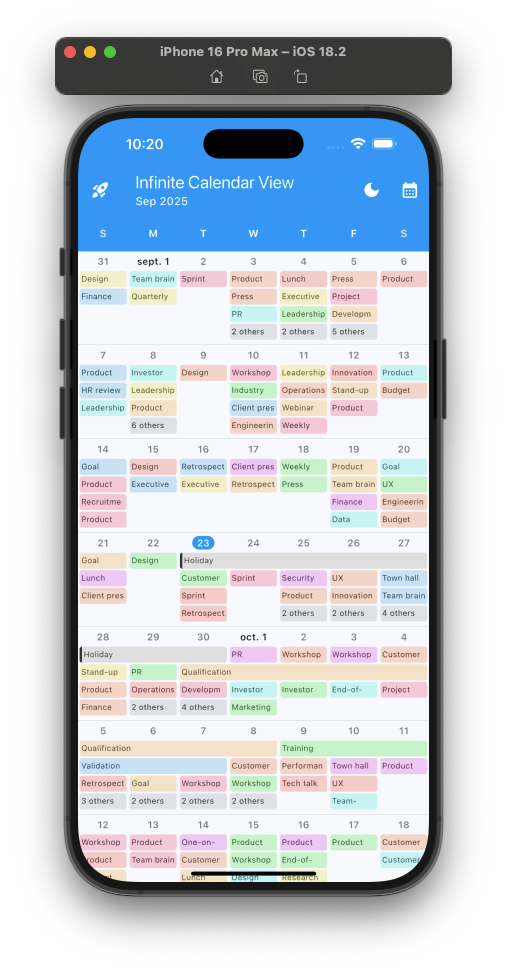 iPhone 16 Pro Max – iOS 18.2
10:20
Infinite Calendar View
Sep 2025
S M T W T F S
31 sept. 1 2 3 4 5 6
Design Team brain Sprint Product Lunch Press Product
Finance Quarterly Press Executive Project
PR Leadership Developm
2 others 2 others 5 others
7 8 9 10 11 12 13
Product Investor Design Workshop Leadership Innovation Product
HR review Leadership Industry Operations Stand-up Budget
Leadership Product Client pres Webinar Product
6 others Engineerin Weekly
14 15 16 17 18 19 20
Goal Design Retrospect Client pres Weekly Product Goal
Product Executive Executive Retrospect Press Team brain UX
Recruitme Finance Engineerin
Product Data Budget
21 22 23 24 25 26 27
Goal Design Holiday
Lunch Customer Sprint Security UX Town hall
Client pres Sprint Product Innovation Team brain
Retrospect 2 others 2 others 4 others
28 29 30 oct. 1 2 3 4
Holiday PR Workshop Workshop Customer
Stand-up PR Qualification
Product Operations Developm Investor Investor End-of- Project
Finance 2 others 4 others Marketing
5 6 7 8 9 10 11
Qualification Training
Validation Customer Performan Town hall Product
Retrospect Goal Workshop Workshop Tech talk UX
3 others 2 others 2 others 2 others Team-
12 13 14 15 16 17 18
Workshop Product One-on- Product Product Product Customer
Product Team brain Customer Workshop End-of- Customer
Lunch Design Research